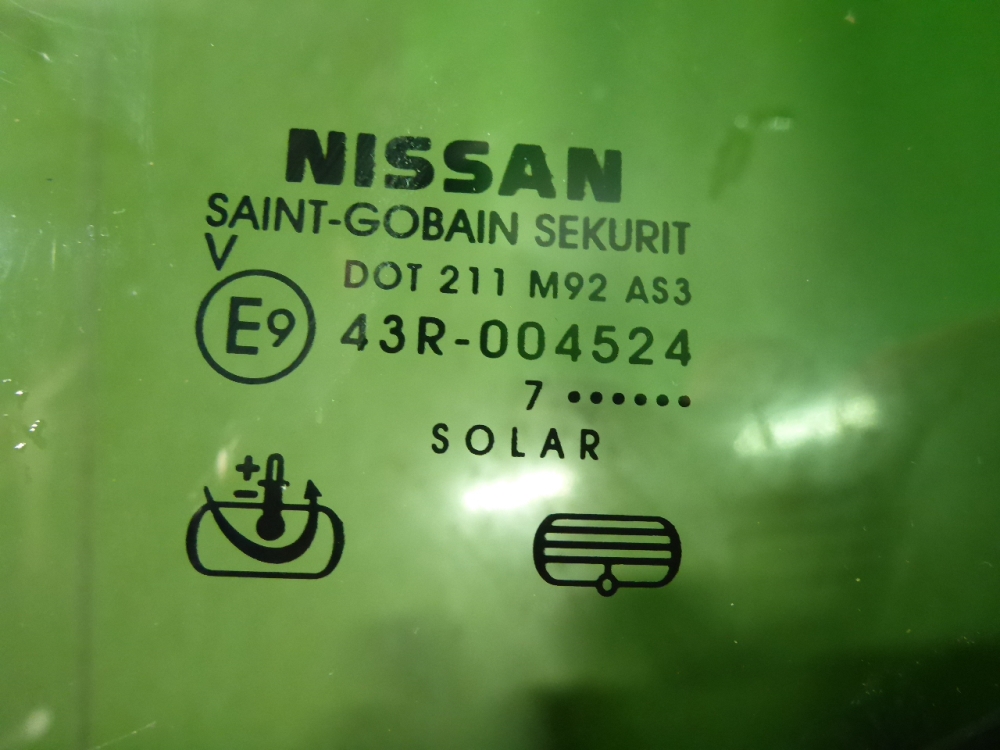 NISSAN
SAINT-GOBAIN SEKURIT
V
DOT 211 M92 AS3
E9 43R-004524
7 ••••••
SOLAR